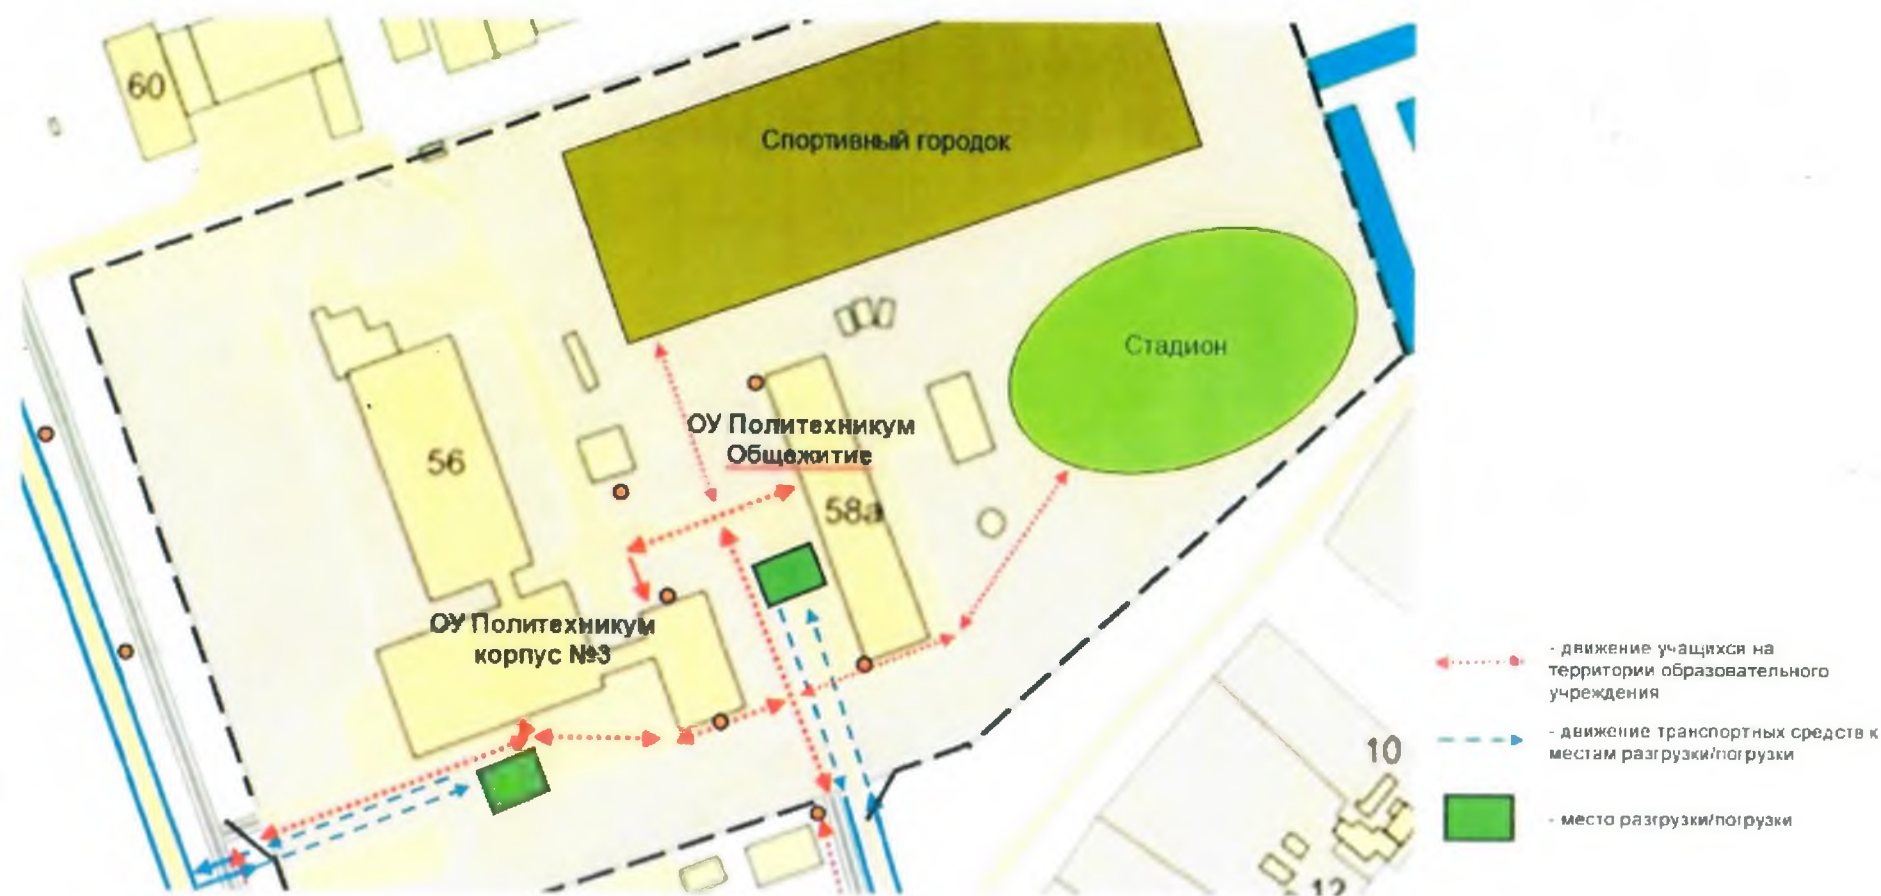 60
Спортивный городок
Стадион
ОУ Политехникум
Общежитие
56
58а
ОУ Политехникум
корпус №3
- движение учащихся на
территории образовательного
учреждения
- движение транспортных средств к
местам разгрузки/погрузки
10
- место разгрузки/погрузки
12